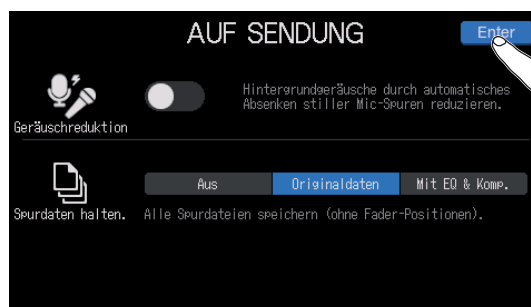 AUF SENDUNG
Enter
Hintergrundgeräusche durch automatisches
Absenken stiller Mic-Spuren reduzieren.
Geräuschreduktion
Aus Originaldaten Mit EQ & Komp.
Spurdaten halten.
Alle Spurdateien speichern (ohne Fader-Positionen).